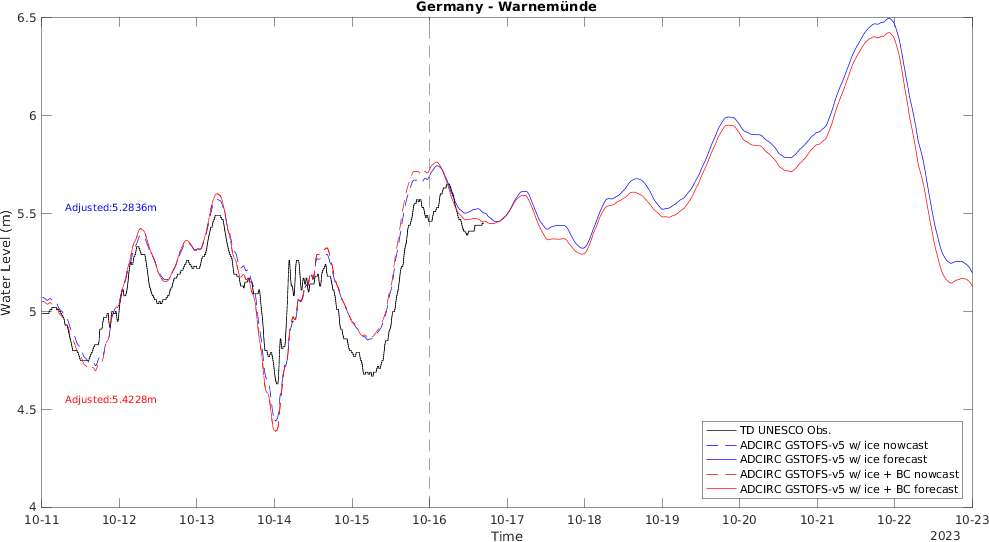 Germany - Warnemünde
6.5
6
5.5
5
4.5
4
Water Level (m)
Adjusted:5.2836m
Adjusted:5.4228m
TD UNESCO Obs.
ADCIRC GSTOFS-v5 w/ ice nowcast
ADCIRC GSTOFS-v5 w/ ice forecast
ADCIRC GSTOFS-v5 w/ ice + BC nowcast
ADCIRC GSTOFS-v5 w/ ice + BC forecast
10-11 10-12 10-13 10-14 10-15 10-16 10-17 10-18 10-19 10-20 10-21 10-22 10-23
Time
2023